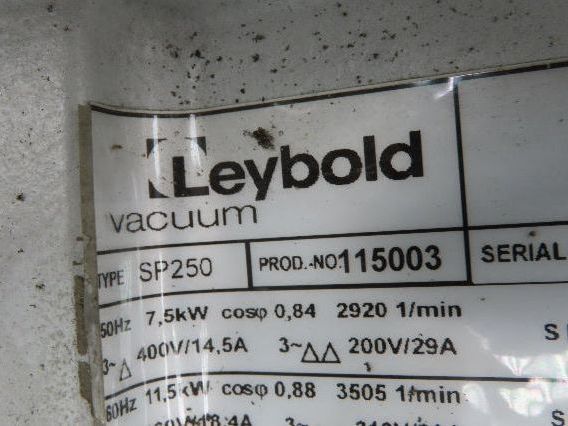 Leybold
vacuum
TYPE SP250 PROD.-NO. 115003 SERIAL
50Hz 7,5kW cosφ 0,84 2920 1/min
3~ △ 400V/14,5A 3~ △△ 200V/29A S
60Hz 11,5kW cosφ 0,88 3505 1/min
3~